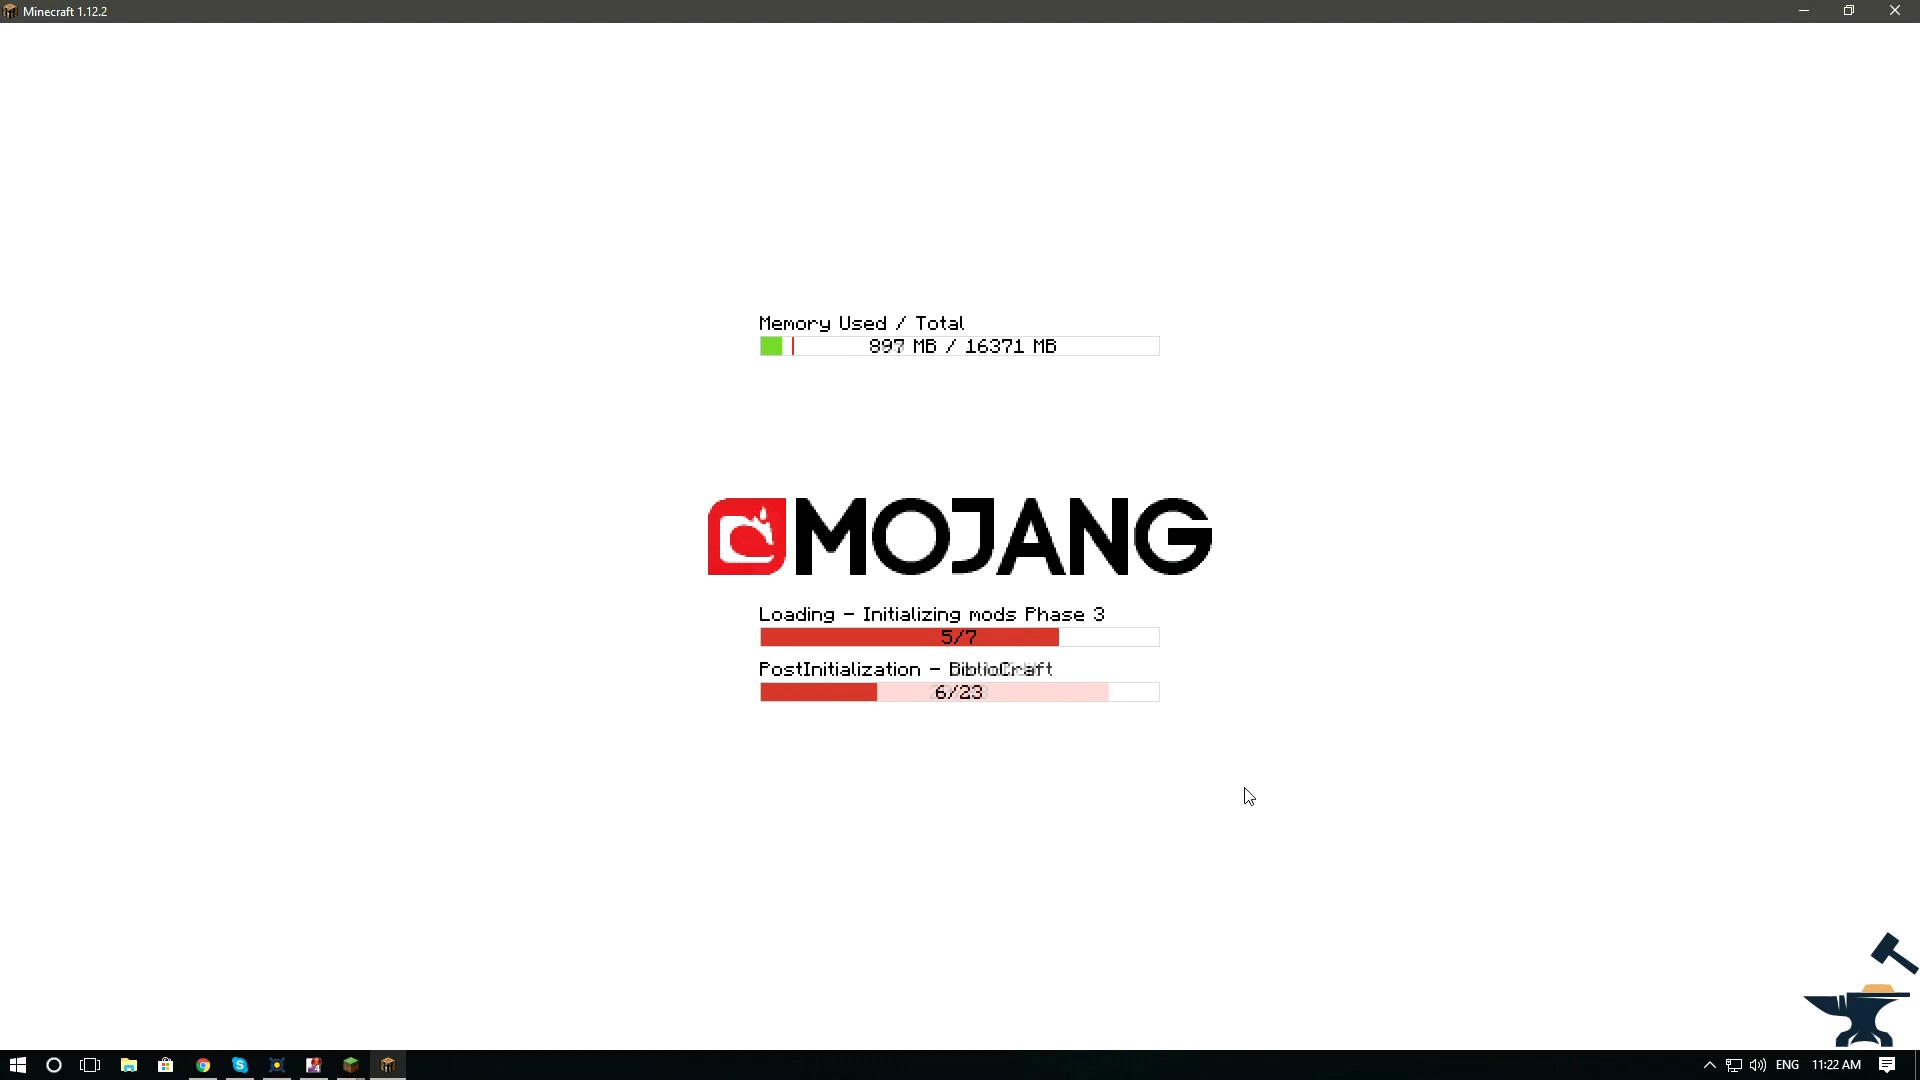 Minecraft 1.12.2
Memory Used / Total
897 MB / 16371 MB
MOJANG
Loading - Initializing mods Phase 3
5/7
PostInitialization - BiblioCraft
6/23
ENG
11:22 AM